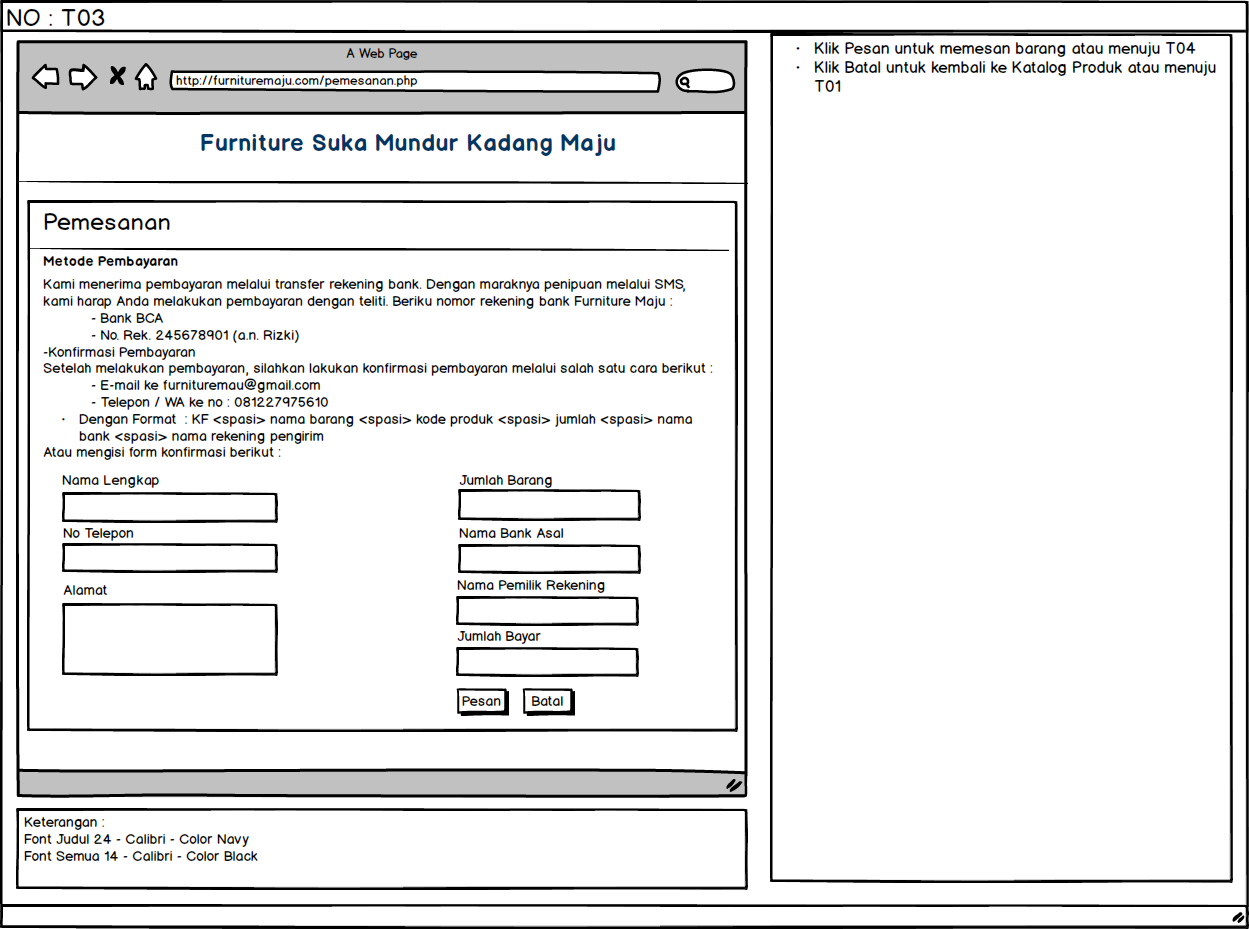 NO : T03
A Web Page
http://furnituremaju.com/pemesanan.php
Furniture Suka Mundur Kadang Maju
Pemesanan
Metode Pembayaran
Kami menerima pembayaran melalui transfer rekening bank. Dengan maraknya penipuan melalui SMS,
kami harap Anda melakukan pembayaran dengan teliti. Beriku nomor rekening bank Furniture Maju :
- Bank BCA
- No. Rek. 245678901 (a.n. Rizki)
-Konfirmasi Pembayaran
Setelah melakukan pembayaran, silahkan lakukan konfirmasi pembayaran melalui salah satu cara berikut :
- E-mail ke furnituremau@gmail.com
- Telepon / WA ke no : 081227975610
· Dengan Format : KF <spasi> nama barang <spasi> kode produk <spasi> jumlah <spasi> nama
bank <spasi> nama rekening pengirim
Atau mengisi form konfirmasi berikut :
Nama Lengkap
No Telepon
Alamat
Jumlah Barang
Nama Bank Asal
Nama Pemilik Rekening
Jumlah Bayar
Pesan Batal
Keterangan :
Font Judul 24 - Calibri - Color Navy
Font Semua 14 - Calibri - Color Black
· Klik Pesan untuk memesan barang atau menuju T04
· Klik Batal untuk kembali ke Katalog Produk atau menuju
T01